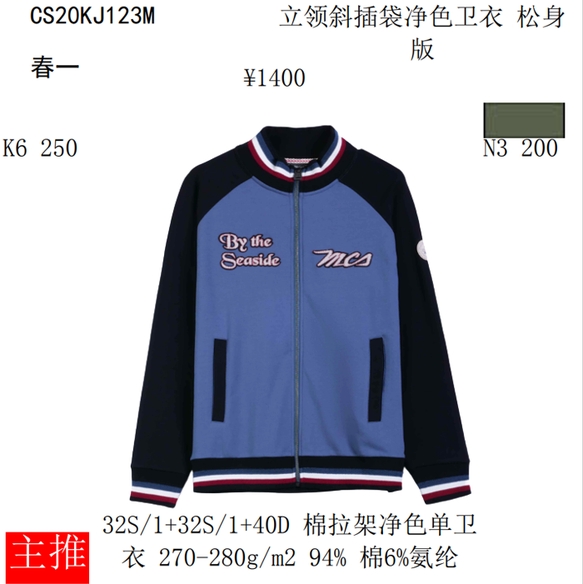 CS20KJ123M
立领斜插袋净色卫衣 松身版
春一
¥1400
K6 250
N3 200
By the
Seaside
mcs
32S/1+32S/1+40D 棉拉架净色单卫
衣 270-280g/m2 94% 棉6%氨纶
主推